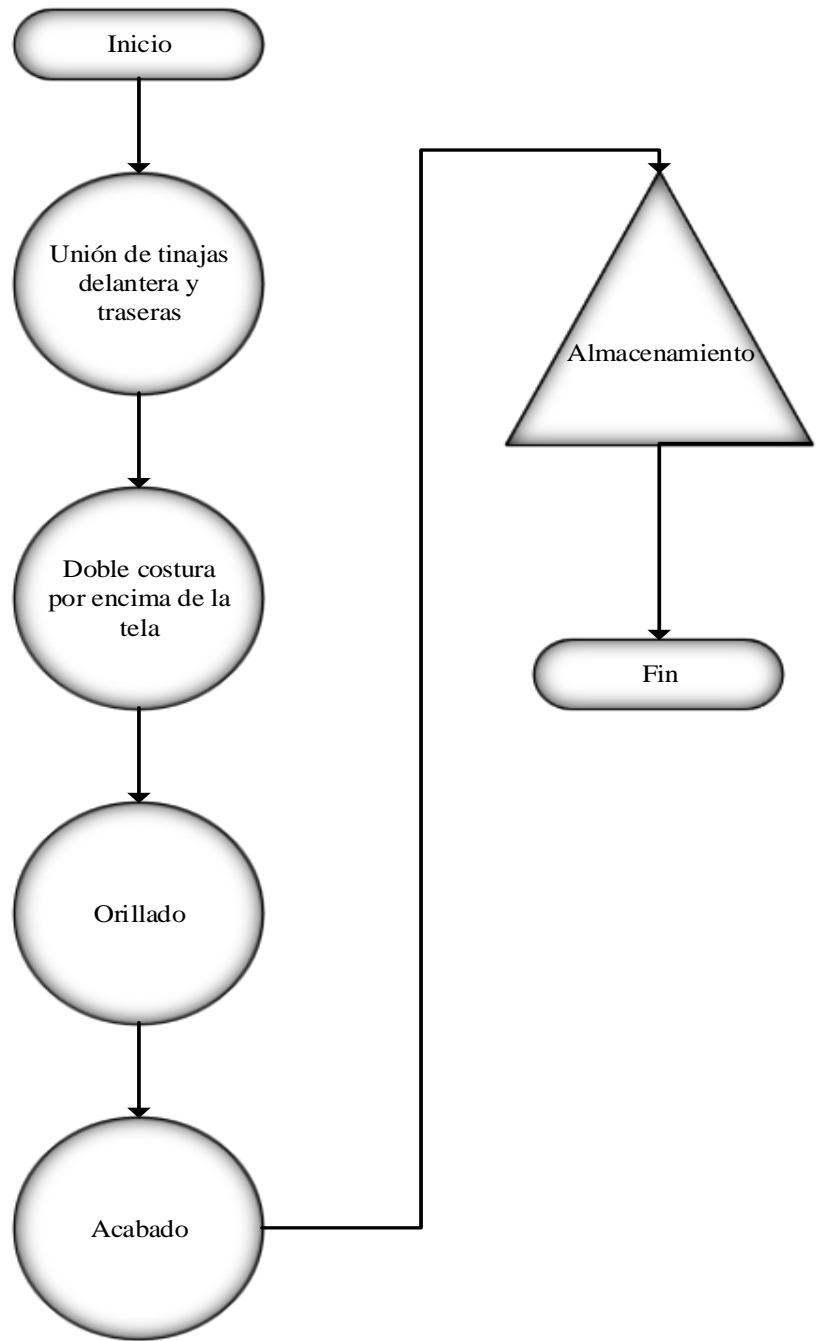 Inicio
Unión de tinajas
delantera y
traseras
Doble costura
por encima de la
tela
Orillado
Acabado
Almacenamiento
Fin